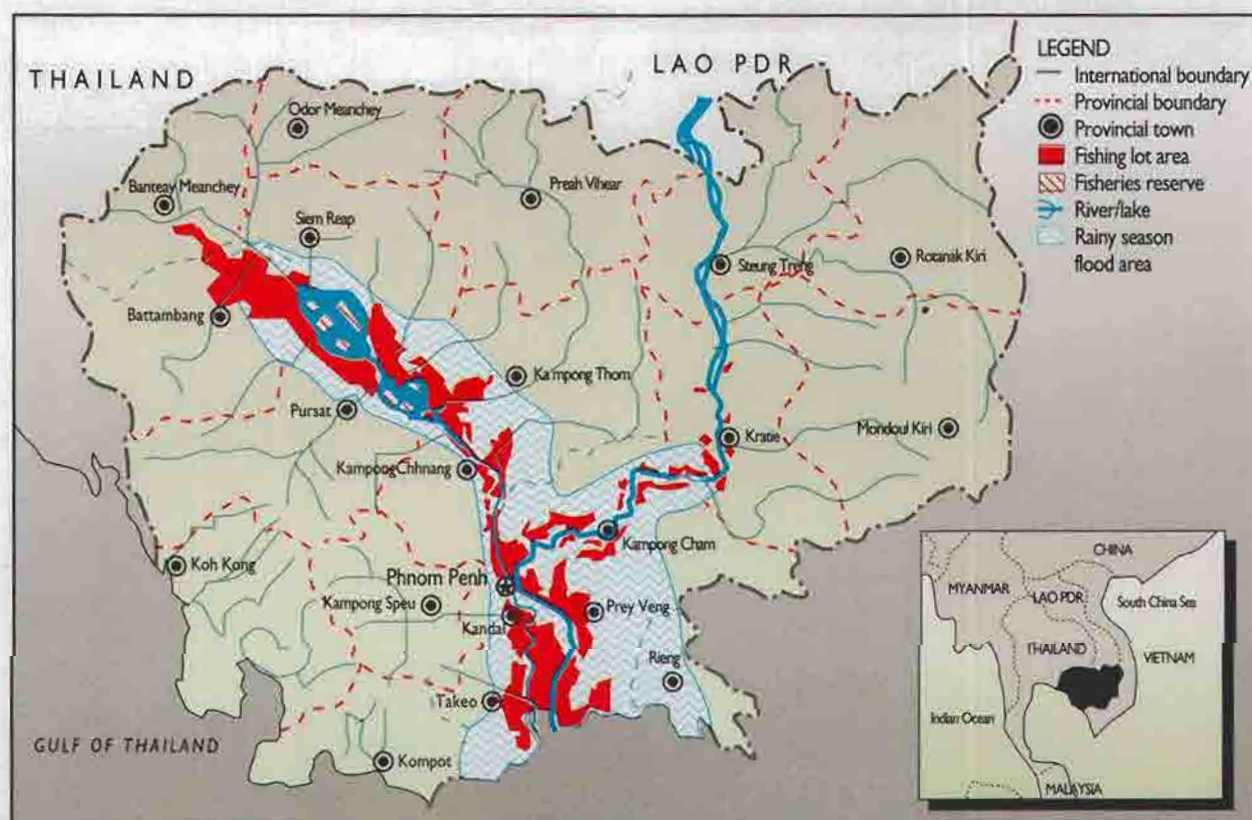 THAILAND
LAO PDR
LEGEND
International boundary
Provincial boundary
Provincial town
Fishing lot area
Fisheries reserve
River/lake
Rainy season
flood area
Odor Meanchey
Banteay Meanchey
Preah Vihear
Siem Reap
Steung Treng
Rotanak Kiri
Battambang
Kampong Thom
Pursat
Kratie
Mondoul Kiri
Kampong Chhnang
Kampong Cham
Koh Kong
Phnom Penh
Kampong Speu
Prey Veng
Kandal
Rieng
Takeo
GULF OF THAILAND
Kompot
CHINA
MYANMAR
LAO PDR
South China Sea
THAILAND
VIETNAM
Indian Ocean
MALAYSIA